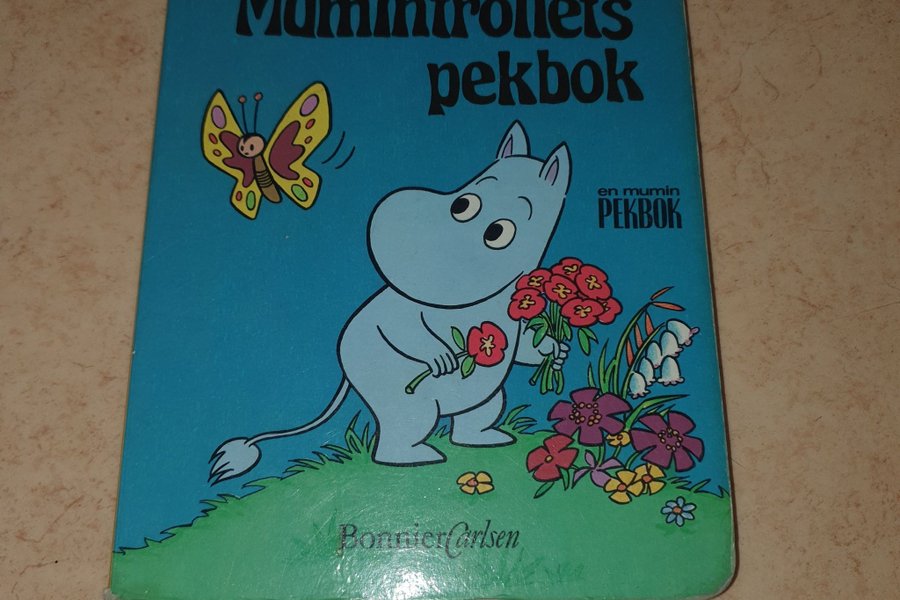 Mumintrollets
pekbok
en mumin
PEKBOK
BonnierCarlsen